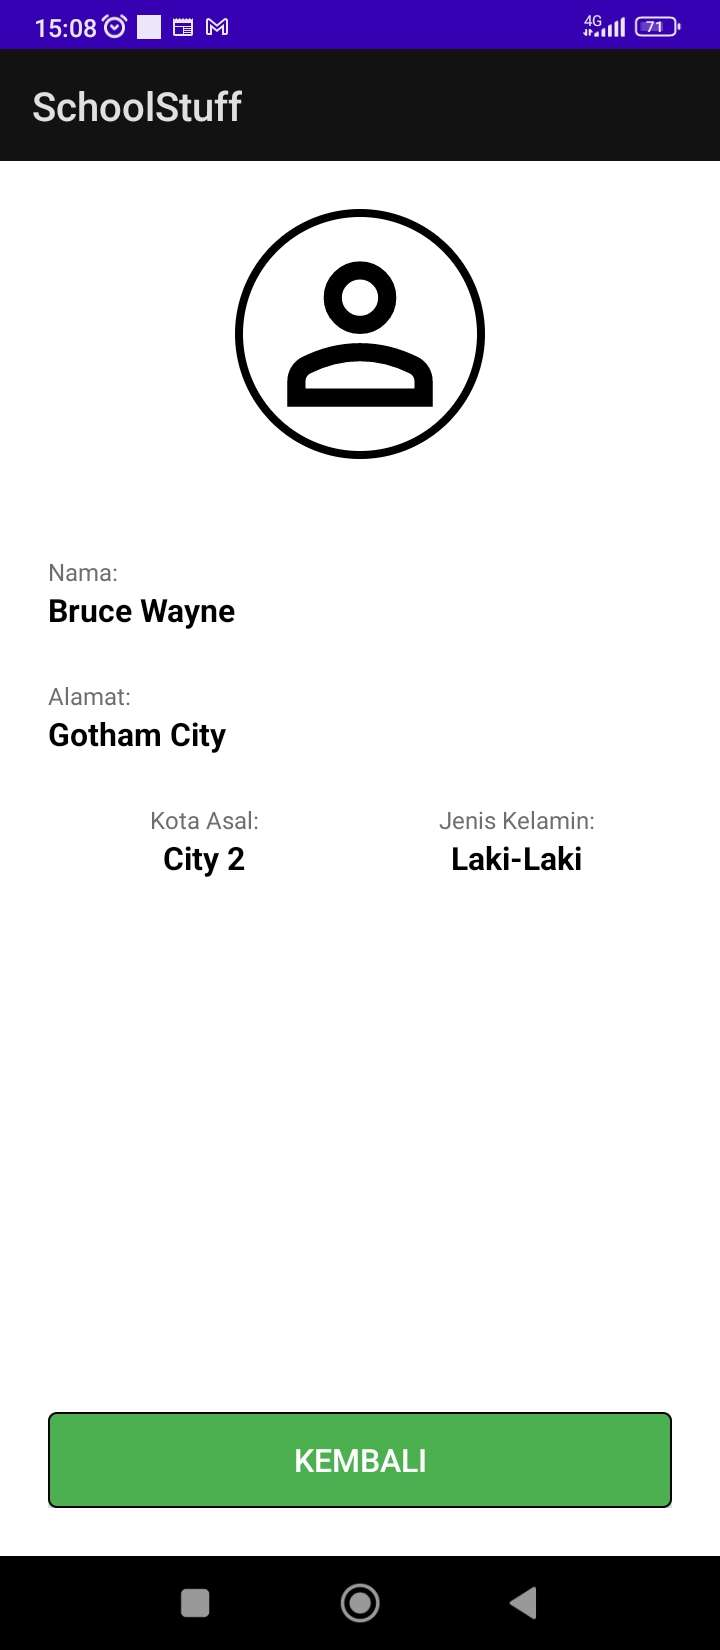 15:08
4G
71
SchoolStuff
Nama:
Bruce Wayne
Alamat:
Gotham City
Kota Asal:
City 2
Jenis Kelamin:
Laki-Laki
KEMBALI